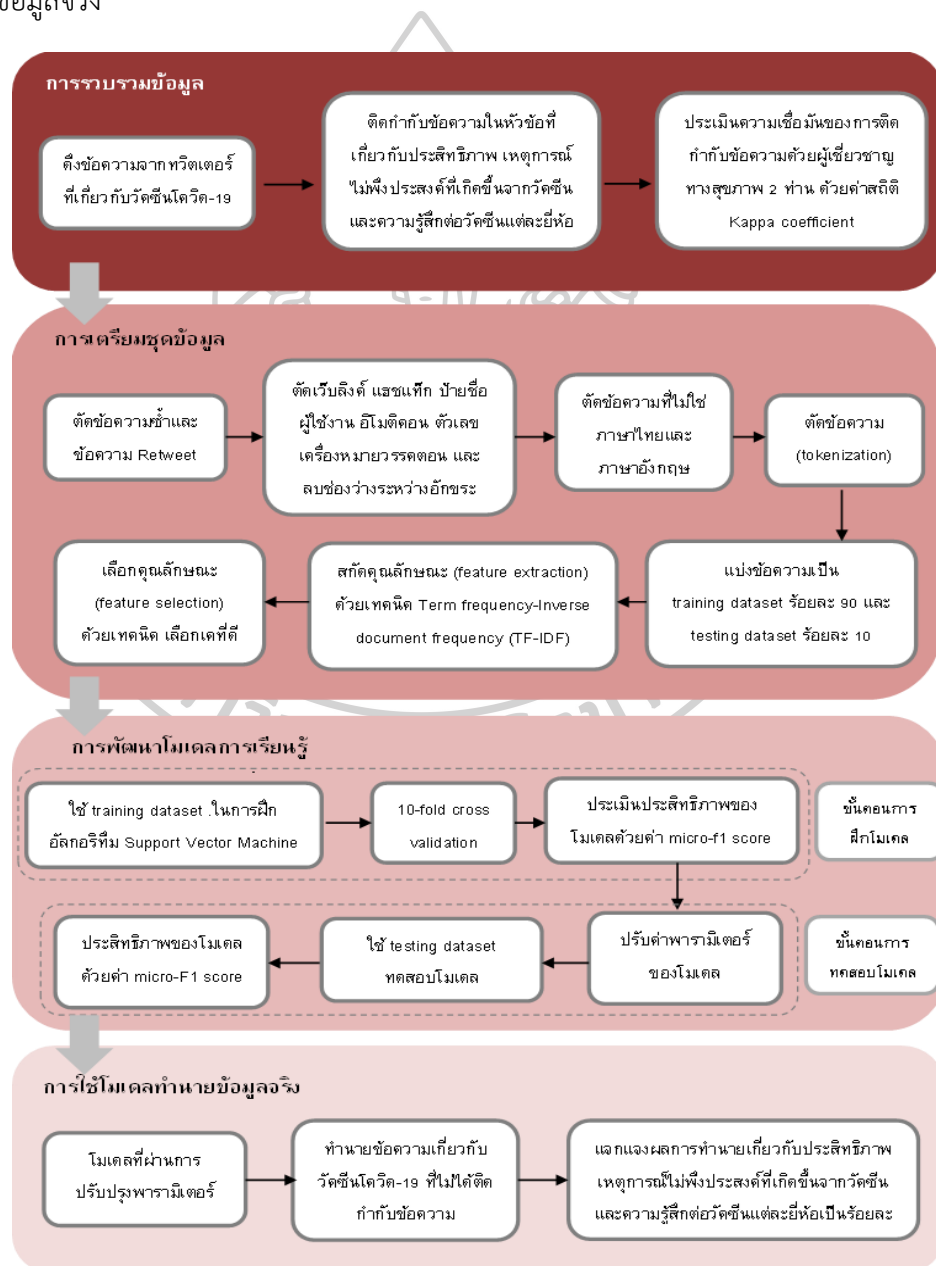 ข้อมูลจริง
การรวบรวมข้อมูล
ดึงข้อความจากทวิตเตอร์
ที่เกี่ยวกับวัคซีนโควิด-19
ติดกำกับข้อความในหัวข้อที่
เกี่ยวกับประสิทธิภาพ เหตุการณ์
ไม่พึงประสงค์ที่เกิดขึ้นจากวัคซีน
และความรู้สึกต่อวัคซีนแต่ละยี่ห้อ
ประเมินความเชื่อมันของการติด
กำกับข้อความด้วยผู้เชี่ยวชาญ
ทางสุขภาพ 2 ท่าน ด้วยค่าสถิติ
Kappa coefficient
การเตรียมชุดข้อมูล
ตัดข้อความซ้ำและ
ข้อความ Retweet
ตัดเว็บลิงค์ แฮชแท็ก ป้ายชื่อ
ผู้ใช้งาน อิโมติคอน ตัวเลข
เครื่องหมายวรรคตอน และ
ลบช่องว่างระหว่างอักขระ
ตัดข้อความที่ไม่ใช่
ภาษาไทยและ
ภาษาอังกฤษ
ตัดข้อความ
(tokenization)
แบ่งข้อความเป็น
training dataset ร้อยละ 90 และ
testing dataset ร้อยละ 10
สกัดคุณลักษณะ (feature extraction)
ด้วยเทคนิค Term frequency-Inverse
document frequency (TF-IDF)
เลือกคุณลักษณะ
(feature selection)
ด้วยเทคนิค เลือกเคที่ดี
การพัฒนาโมเดลการเรียนรู้
ใช้ training dataset .ในการฝึก
อัลกอริทึม Support Vector Machine
10-fold cross
validation
ประเมินประสิทธิภาพของ
โมเดลด้วยค่า micro-f1 score
ขั้นตอนการ
ฝึกโมเดล
ปรับค่าพารามิเตอร์
ของโมเดล
ใช้ testing dataset
ทดสอบโมเดล
ประสิทธิภาพของโมเดล
ด้วยค่า micro-F1 score
ขั้นตอนการ
ทดสอบโมเดล
การใช้โมเดลทำนายข้อมูลจริง
โมเดลที่ผ่านการ
ปรับปรุงพารามิเตอร์
ทำนายข้อความเกี่ยวกับ
วัคซีนโควิด-19 ที่ไม่ได้ติด
กำกับข้อความ
แจกแจงผลการทำนายเกี่ยวกับประสิทธิภาพ
เหตุการณ์ไม่พึงประสงค์ที่เกิดขึ้นจากวัคซีน
และความรู้สึกต่อวัคซีนแต่ละยี่ห้อเป็นร้อยละ